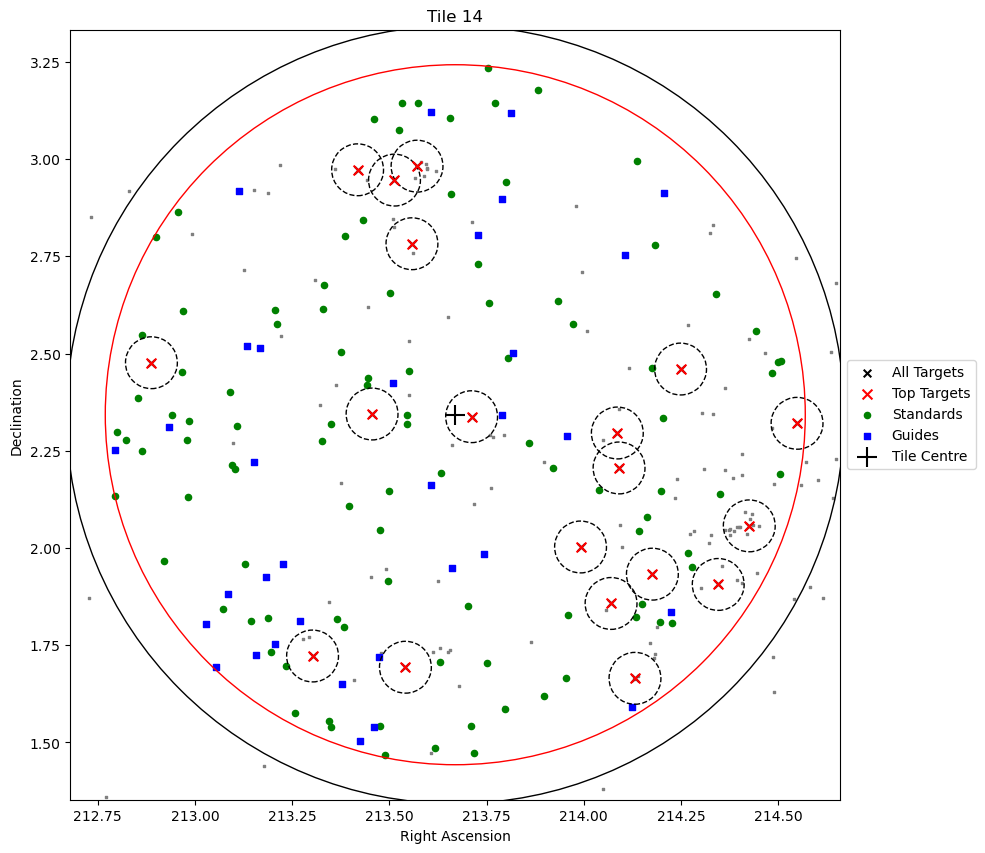 Tile 14
3.25
3.00
2.75
2.50
2.25
2.00
1.75
1.50
Declination
212.75 213.00 213.25 213.50 213.75 214.00 214.25 214.50
Right Ascension
All Targets
Top Targets
Standards
Guides
Tile Centre